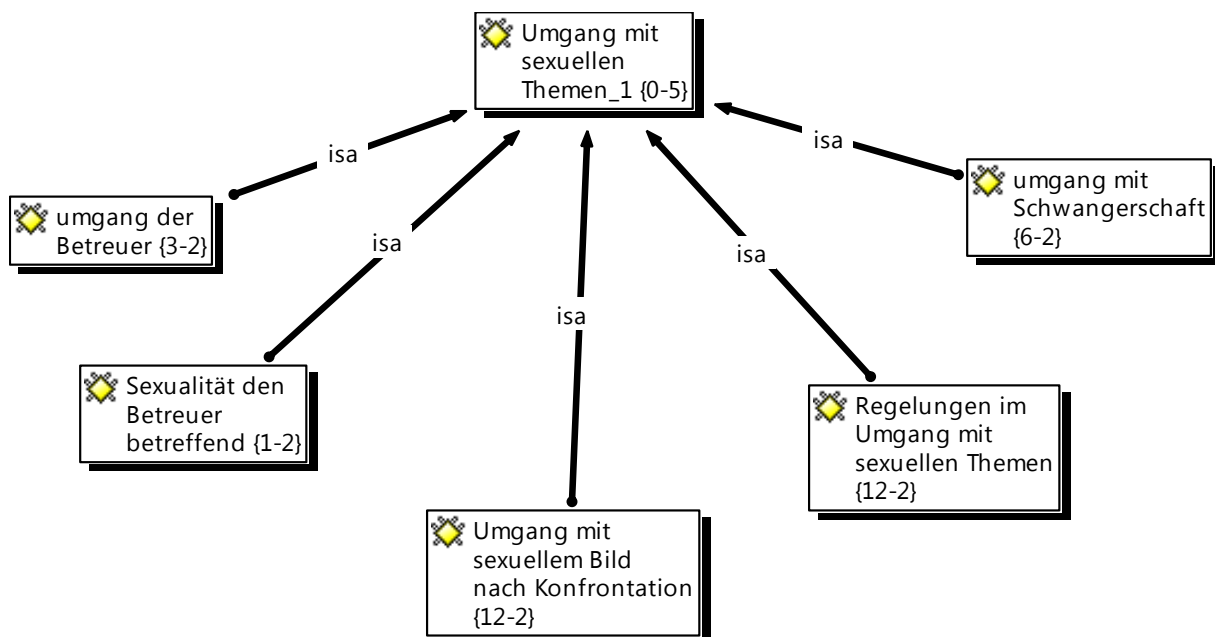 Umgang mit
sexuellen
Themen_1 {0-5}
isa
isa
umgang der
Betreuer {3-2}
umgang mit
Schwangerschaft
{6-2}
isa
isa
isa
Sexualität den
Betreuer
betreffend {1-2}
Regelungen im
Umgang mit
sexuellen Themen
{12-2}
Umgang mit
sexuellem Bild
nach Konfrontation
{12-2}